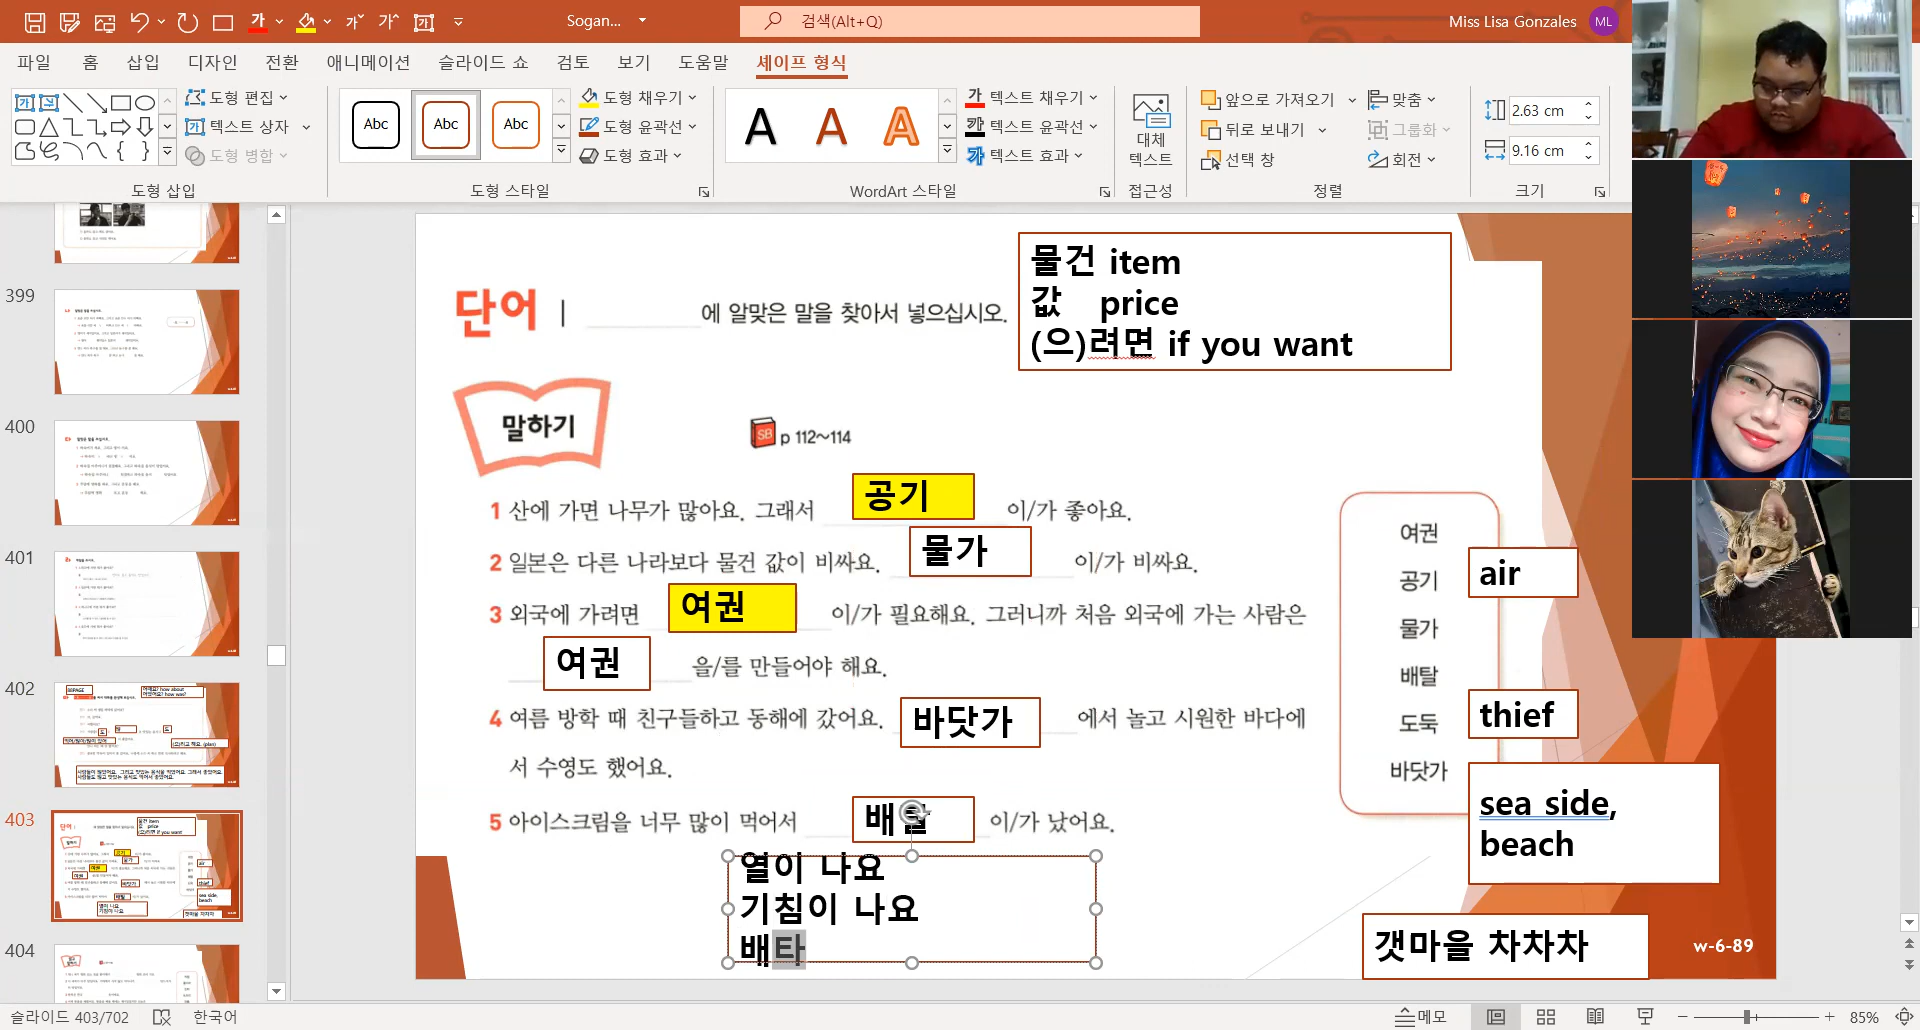 Sogan...
검색(Alt+Q)
Miss Lisa Gonzales
ML
파일 홈 삽입 디자인 전환 애니메이션 슬라이드 쇼 검토 보기 도움말 셰이프 형식
도형 편집
텍스트 상자
도형 병합
도형 삽입
Abc Abc Abc
도형 채우기
도형 윤곽선
도형 효과
도형 스타일
A A A
텍스트 채우기
텍스트 윤곽선
텍스트 효과
WordArt 스타일
대체
텍스트
접근성
앞으로 가져오기
뒤로 보내기
선택 창
맞춤
그룹화
회전
정렬
2.63 cm
9.16 cm
크기
399
400
401
402
403
404
단어
에 알맞은 말을 찾아서 넣으십시오.
물건 item
값 price
(으)려면 if you want
말하기
SB p 112~114
1 산에 가면 나무가 많아요. 그래서 공기 이/가 좋아요.
2 일본은 다른 나라보다 물건 값이 비싸요. 물가 이/가 비싸요.
3 외국에 가려면 여권 이/가 필요해요. 그러니까 처음 외국에 가는 사람은
여권 을/를 만들어야 해요.
4 여름 방학 때 친구들하고 동해에 갔어요. 바닷가 에서 놀고 시원한 바다에
서 수영도 했어요.
5 아이스크림을 너무 많이 먹어서 배탈 이/가 났어요.
열이 나요
기침이 나요
배타
여권
공기
물가
배탈
도둑
바닷가
air
thief
sea side,
beach
갯마을 차차차
w-6-89
슬라이드 403/702
한국어
메모
85%